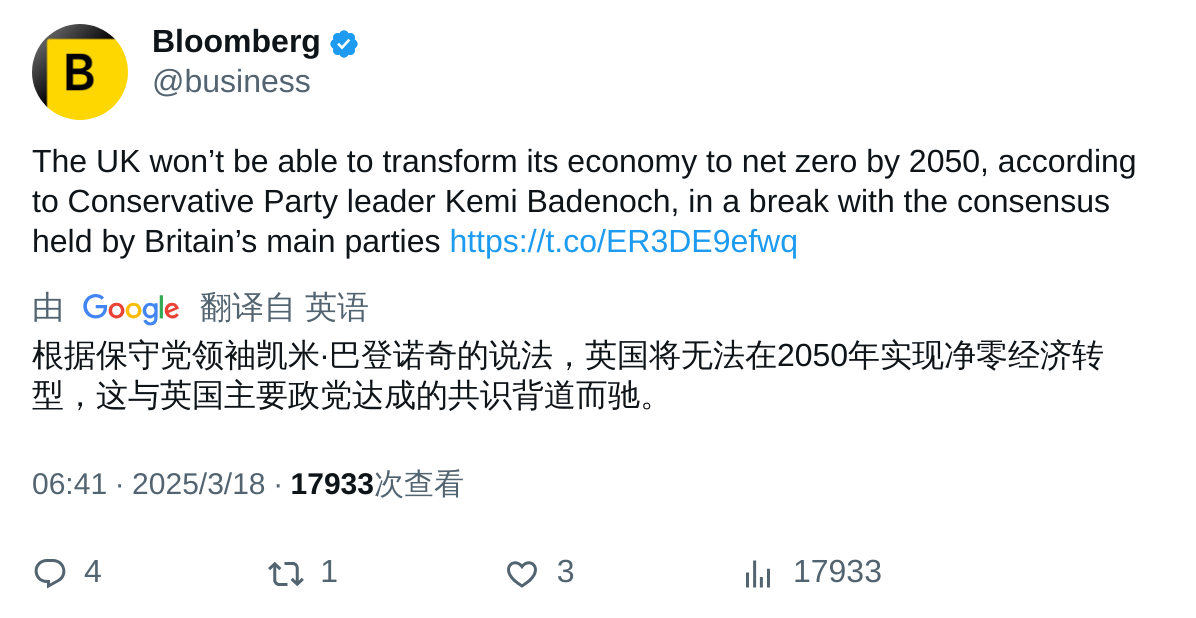 B
Bloomberg
@business
The UK won’t be able to transform its economy to net zero by 2050, according
to Conservative Party leader Kemi Badenoch, in a break with the consensus
held by Britain’s main parties https://t.co/ER3DE9efwq
由 Google 翻译自 英语
根据保守党领袖凯米·巴登诺奇的说法，英国将无法在2050年实现净零经济转
型，这与英国主要政党达成的共识背道而驰。
06:41 · 2025/3/18 · 17933次查看
4 1 3 17933